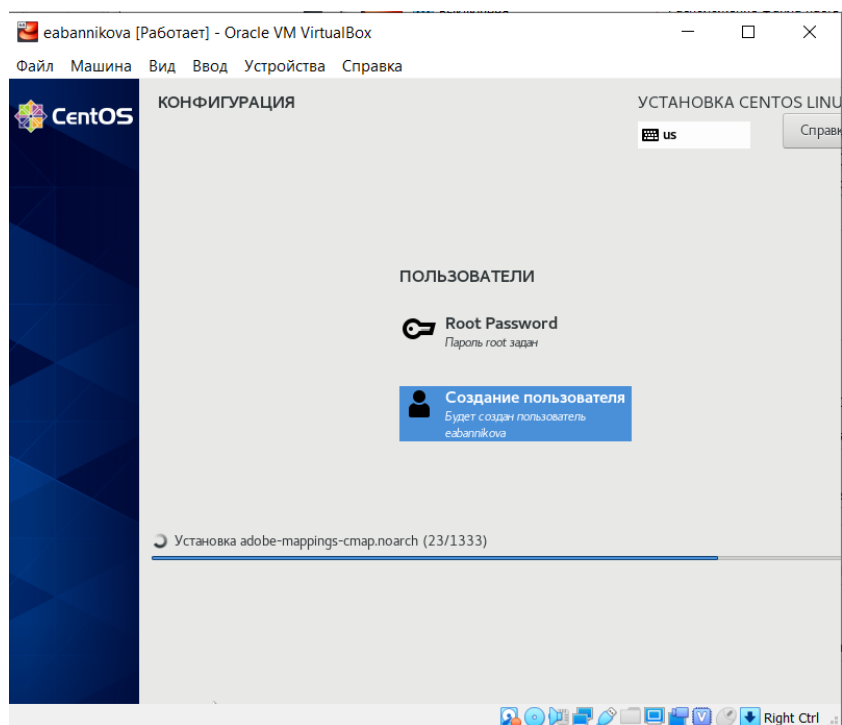 eabannikova [Работает] - Oracle VM VirtualBox
Файл Машина Вид Ввод Устройства Справка
CentOS
КОНФИГУРАЦИЯ
УСТАНОВКА CENTOS LINU
us
Справк
ПОЛЬЗОВАТЕЛИ
Root Password
Пароль root задан
Создание пользователя
Будет создан пользователь
eabannikova
Установка adobe-mappings-cmap.noarch (23/1333)
Right Ctrl